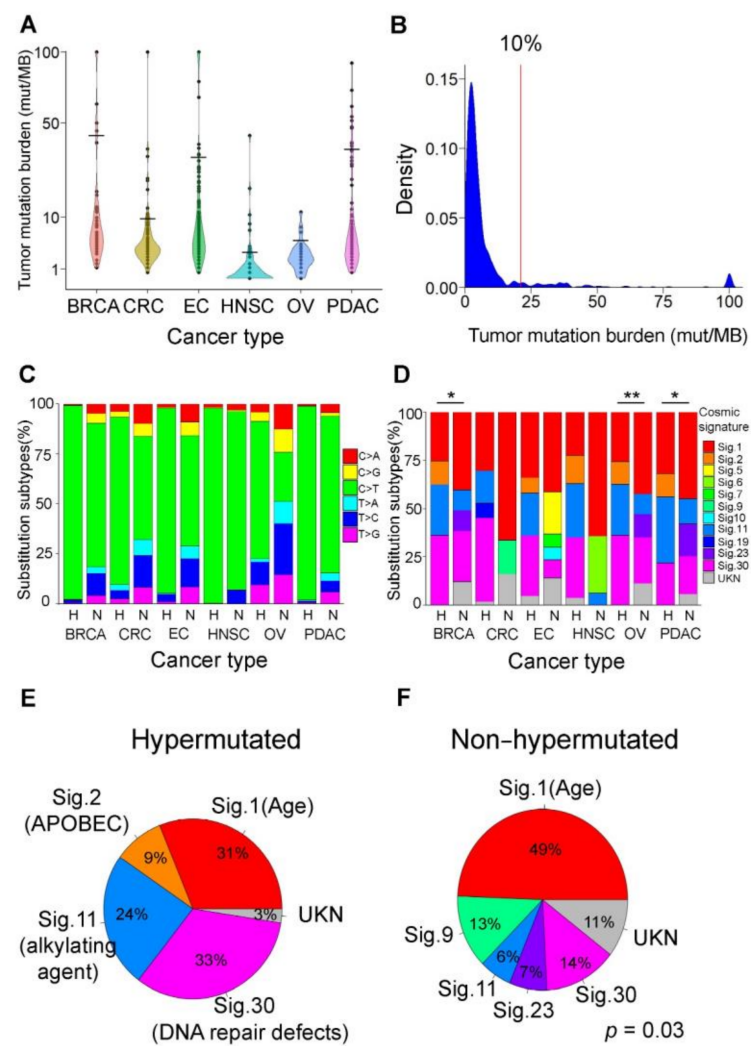 A
Tumor mutation burden (mut/MB)
100
50
10
1
BRCA CRC EC HNSC OV PDAC
Cancer type
B
10%
Density
0.15
0.10
0.05
0.00
0 25 50 75 100
Tumor mutation burden (mut/MB)
C
Substitution subtypes(%)
100
75
50
25
0
H N H N H N H N H N H N
BRCA CRC EC HNSC OV PDAC
Cancer type
C>A
C>G
C>T
T>A
T>C
T>G
D
* ** *
Substitution subtypes(%)
100
75
50
25
0
H N H N H N H N H N H N
BRCA CRC EC HNSC OV PDAC
Cancer type
Cosmic
signature
Sig.1
Sig.2
Sig.5
Sig.6
Sig.7
Sig.9
Sig10
Sig.11
Sig.19
Sig.23
Sig.30
UKN
E
Hypermutated
Sig.2
(APOBEC)
Sig.1(Age)
9%
31%
Sig.11
(alkylating
agent)
24%
3%
UKN
33%
Sig.30
(DNA repair defects)
F
Non-hypermutated
Sig.1(Age)
49%
Sig.9
13%
11%
UKN
6%
7%
14%
Sig.11
Sig.23
Sig.30
p = 0.03